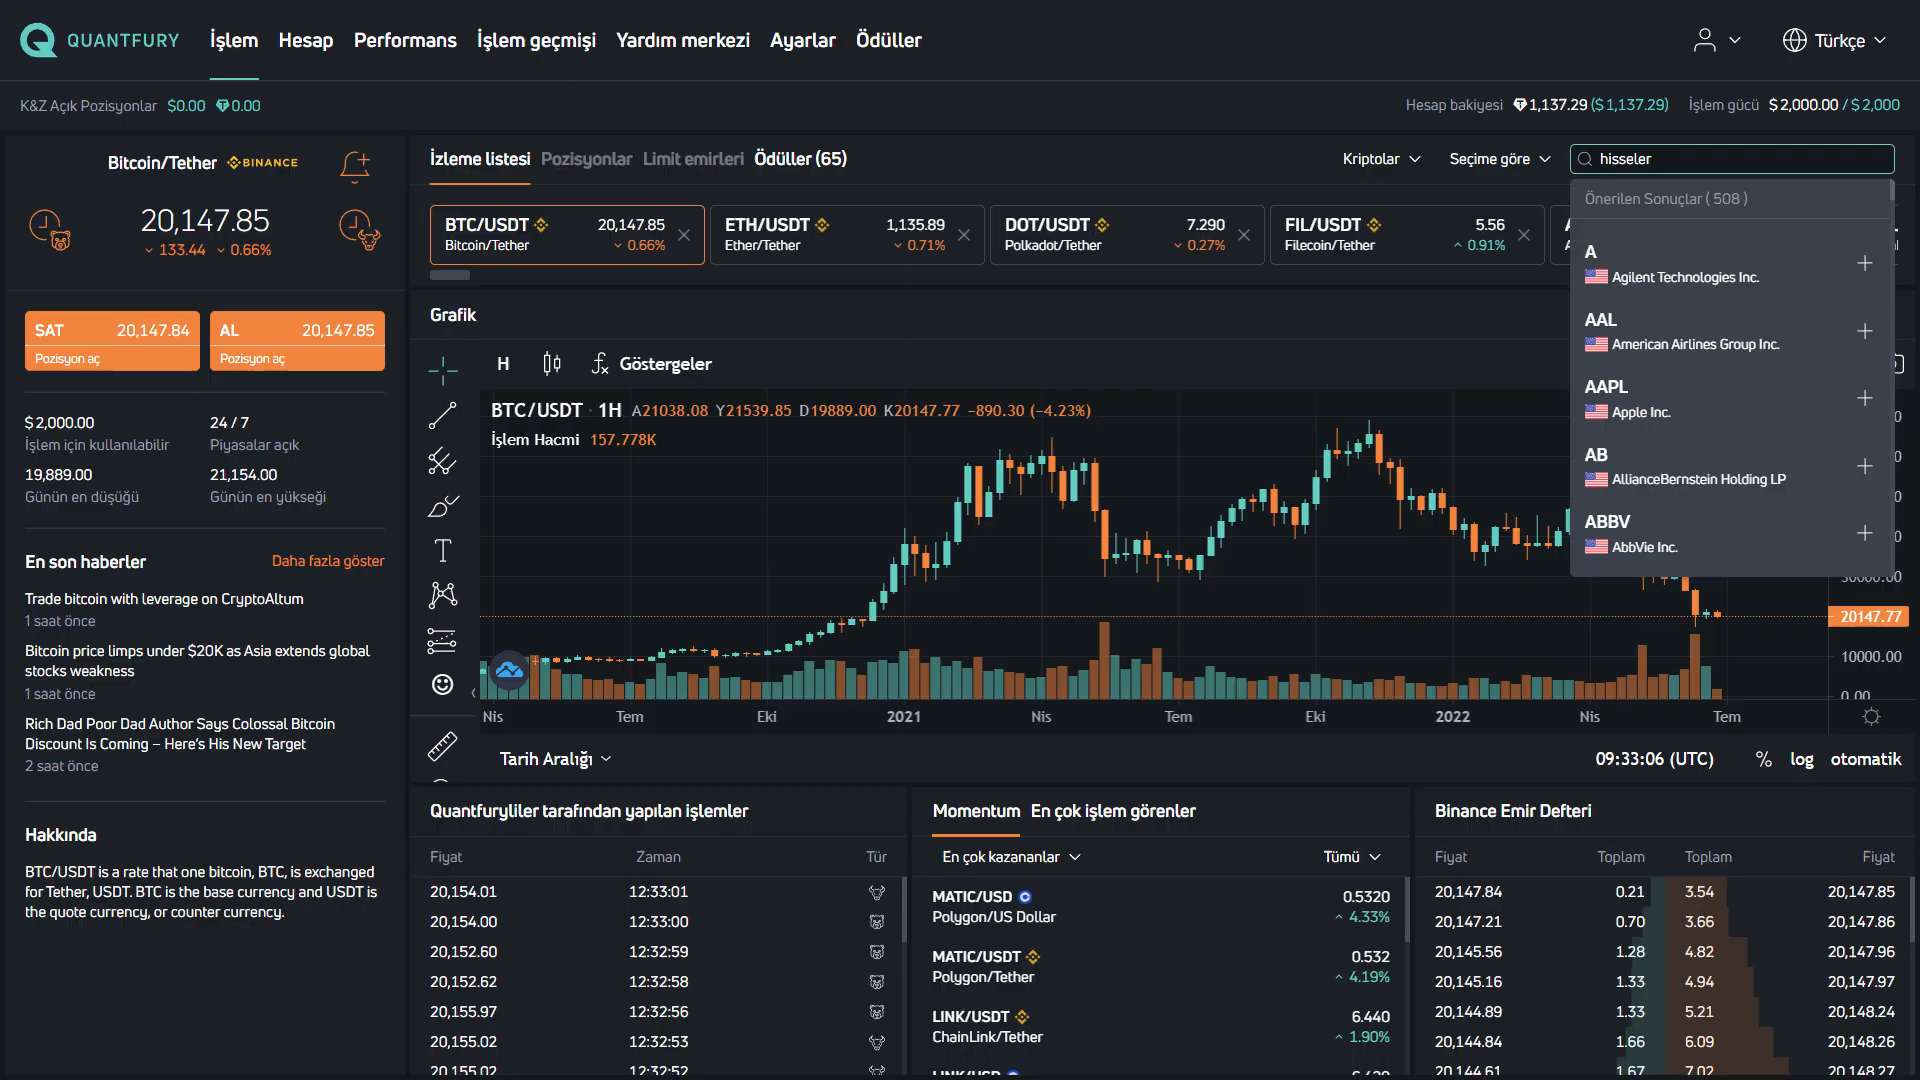 QUANTFURY
İşlem
Hesap
Performans
İşlem geçmişi
Yardım merkezi
Ayarlar
Ödüller
Türkçe
K&Z Açık Pozisyonlar $0.00 0.00
Hesap bakiyesi 1,137.29 ($1,137.29)
İşlem gücü $2,000.00 / $2,000
Bitcoin/Tether BINANCE
20,147.85
133.44 0.66%
SAT 20,147.84
Pozisyon aç
AL 20,147.85
Pozisyon aç
$2,000.00
İşlem için kullanılabilir
24 / 7
Piyasalar açık
19,889.00
Günün en düşüğü
21,154.00
Günün en yükseği
En son haberler
Daha fazla göster
Trade bitcoin with leverage on CryptoAltum
1 saat önce
Bitcoin price limps under $20K as Asia extends global
stocks weakness
1 saat önce
Rich Dad Poor Dad Author Says Colossal Bitcoin
Discount Is Coming – Here's His New Target
2 saat önce
Hakkında
BTC/USDT is a rate that one bitcoin, BTC, is exchanged
for Tether, USDT. BTC is the base currency and USDT is
the quote currency, or counter currency.
İzleme listesi
Pozisyonlar
Limit emirleri
Ödüller (65)
Kriptolar
Seçime göre
hisseler
BTC/USDT 20,147.85
Bitcoin/Tether 0.66%
ETH/USDT 1,135.89
Ether/Tether 0.71%
DOT/USDT 7.290
Polkadot/Tether 0.27%
FIL/USDT 5.56
Filecoin/Tether 0.91%
Önerilen Sonuçlar ( 508 )
A
Agilent Technologies Inc.
AAL
American Airlines Group Inc.
AAPL
Apple Inc.
AB
AllianceBernstein Holding LP
ABBV
AbbVie Inc.
Grafik
H
Göstergeler
BTC/USDT · 1H A21038.08 Y21539.85 D19889.00 K20147.77 −890.30 (−4.23%)
İşlem Hacmi 157.778K
20147.77
10000.00
0.00
Nis Tem Eki 2021 Nis Tem Eki 2022 Nis Tem
Tarih Aralığı
09:33:06 (UTC)
%
log
otomatik
Quantfuryliler tarafından yapılan işlemler
Fiyat Zaman Tür
20,154.01 12:33:01
20,154.00 12:33:00
20,152.60 12:32:59
20,152.62 12:32:58
20,155.97 12:32:56
20,155.02 12:32:53
20,155.02 12:32:52
Momentum
En çok işlem görenler
En çok kazananlar
Tümü
MATIC/USD 0.5320
Polygon/US Dollar 4.33%
MATIC/USDT 0.532
Polygon/Tether 4.19%
LINK/USDT 6.440
ChainLink/Tether 1.90%
LINK/USD
Binance Emir Defteri
Fiyat Toplam Toplam Fiyat
20,147.84 0.21 3.54 20,147.85
20,147.21 0.70 3.66 20,147.86
20,145.56 1.28 4.82 20,147.96
20,145.16 1.33 4.94 20,147.97
20,144.89 1.33 5.21 20,148.24
20,144.84 1.66 6.09 20,148.26
20,144.61 1.67 7.02 20,148.27